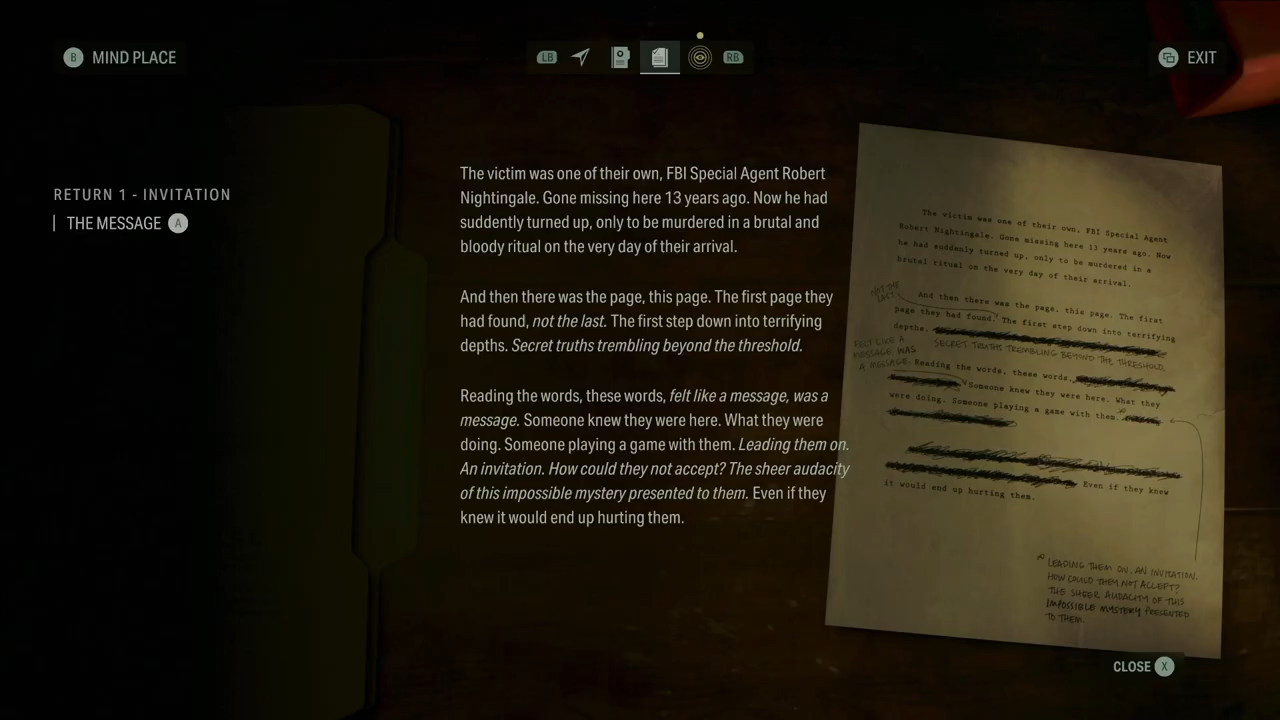 B MIND PLACE
LB
RB
EXIT
RETURN 1 - INVITATION
THE MESSAGE A
The victim was one of their own, FBI Special Agent Robert
Nightingale. Gone missing here 13 years ago. Now he had
suddenly turned up, only to be murdered in a brutal and
bloody ritual on the very day of their arrival.
And then there was the page, this page. The first page they
had found, not the last. The first step down into terrifying
depths. Secret truths trembling beyond the threshold.
Reading the words, these words, felt like a message, was a
message. Someone knew they were here. What they were
doing. Someone playing a game with them. Leading them on.
An invitation. How could they not accept? The sheer audacity
of this impossible mystery presented to them. Even if they
knew it would end up hurting them.
The victim was one of their own, FBI Special Agent
Robert Nightingale. Gone missing here 13 years ago. Now
he had suddenly turned up, only to be murdered in a
brutal ritual on the very day of their arrival.
NOT THE
LAST
And then there was the page, this page. The first
page they had found. The first step down into terrifying
depths.
SECRET TRUTHS TREMBLING BEYOND THE THRESHOLD.
FELT LIKE A
MESSAGE. WAS
A MESSAGE.
Reading the words, these words,
Someone knew they were here. What they
were doing. Someone playing a game with them.
Even if they knew
it would end up hurting them.
LEADING THEM ON. AN INVITATION.
HOW COULD THEY NOT ACCEPT?
THE SHEER AUDACITY OF THIS
IMPOSSIBLE MYSTERY PRESENTED
TO THEM.
CLOSE X